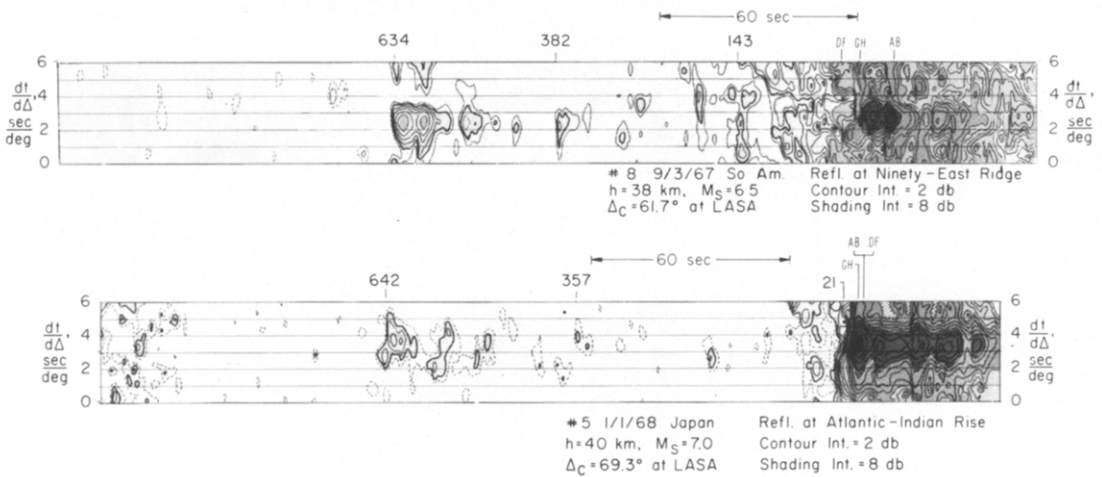 60 sec
634 382 143 DF GH AB
6 6
dt/dΔ, 4 4 dt/dΔ,
sec/deg 2 2 sec/deg
0 0
# 8 9/3/67 So Am. Refl. at Ninety-East Ridge
h=38 km, MS=6.5 Contour Int.= 2 db
ΔC=61.7° at LASA Shading Int = 8 db
AB DF
60 sec
642 357 21 GH
6 6
dt/dΔ, 4 4 dt/dΔ,
sec/deg 2 2 sec/deg
0 0
# 5 1/1/68 Japan Refl. at Atlantic-Indian Rise
h=40 km, MS=7.0 Contour Int.= 2 db
ΔC=69.3° at LASA Shading Int.= 8 db